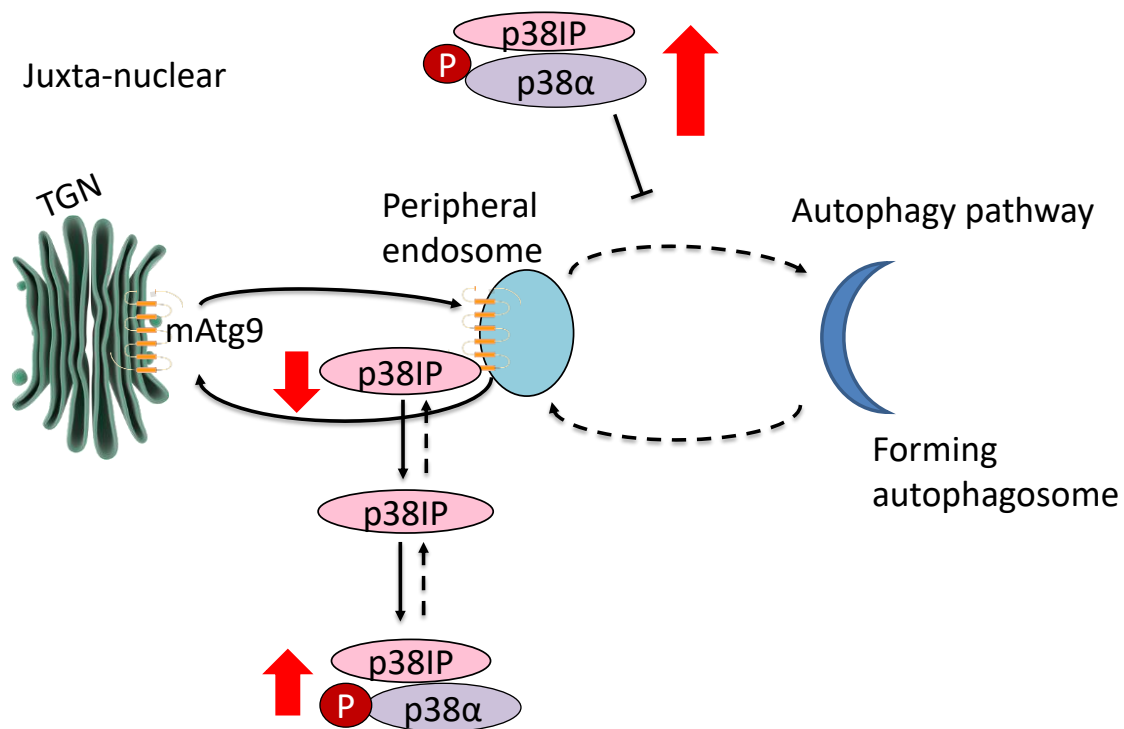 p38IP
P
p38α
Juxta-nuclear
TGN
Peripheral
endosome
Autophagy pathway
mAtg9
p38IP
Forming
autophagosome
p38IP
p38IP
P
p38α